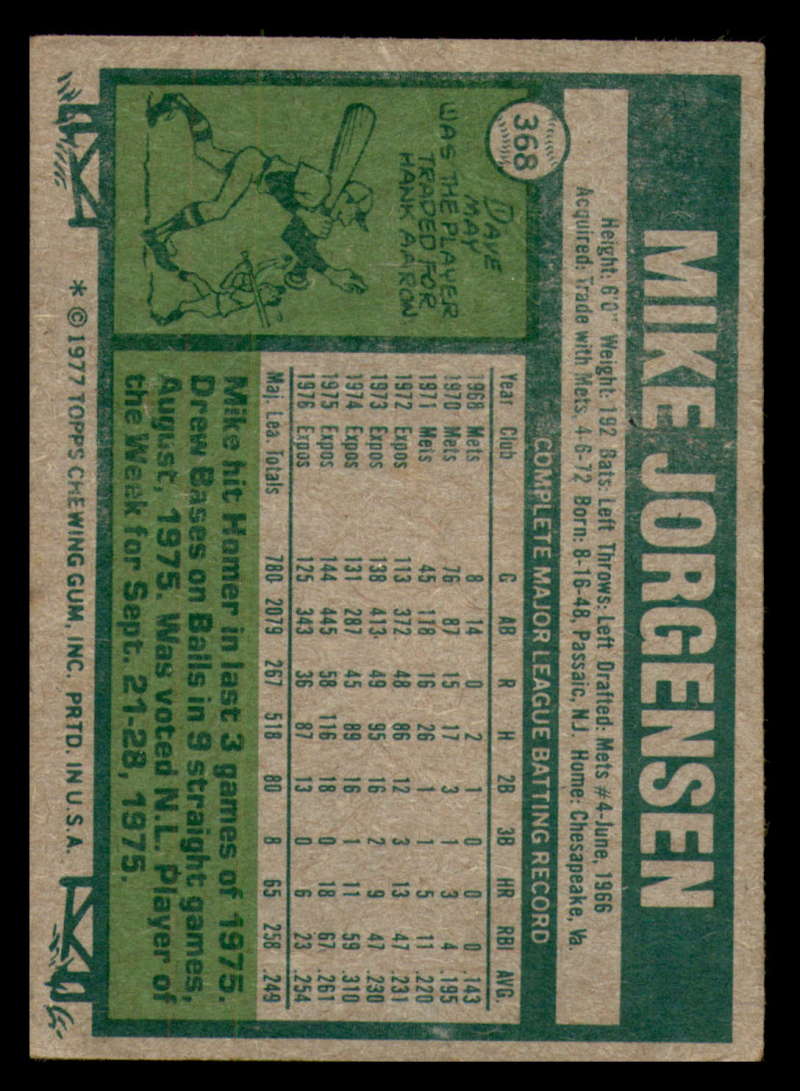 368
MIKE JORGENSEN
Height: 6'0" Weight: 192 Bats: Left Throws: Left Drafted: Mets #4-June, 1966
Acquired: Trade with Mets, 4-6-72 Born: 8-16-48, Passaic, N.J. Home: Chesapeake, Va.
COMPLETE MAJOR LEAGUE BATTING RECORD
Year Club G AB R H 2B 3B HR RBI AVG.
1968 Mets 8 14 0 2 1 0 0 0 .143
1970 Mets 76 87 15 17 3 1 3 4 .195
1971 Mets 45 118 16 26 1 1 5 11 .220
1972 Expos 113 372 48 86 12 3 13 47 .231
1973 Expos 138 413 49 95 16 2 9 47 .230
1974 Expos 131 287 45 89 16 1 11 59 .310
1975 Expos 144 445 58 116 18 0 18 67 .261
1976 Expos 125 343 36 87 13 0 6 23 .254
Maj. Lea. Totals 780 2079 267 518 80 8 65 258 .249
DAVE
MAY
WAS THE PLAYER
TRADED FOR
HANK AARON.
Mike hit Homer in last 3 games of 1975.
Drew Bases on Balls in 9 straight games,
August, 1975. Was voted N.L. Player of
the Week for Sept. 21-28, 1975.
* © 1977 TOPPS CHEWING GUM, INC. PRTD. IN U.S.A.